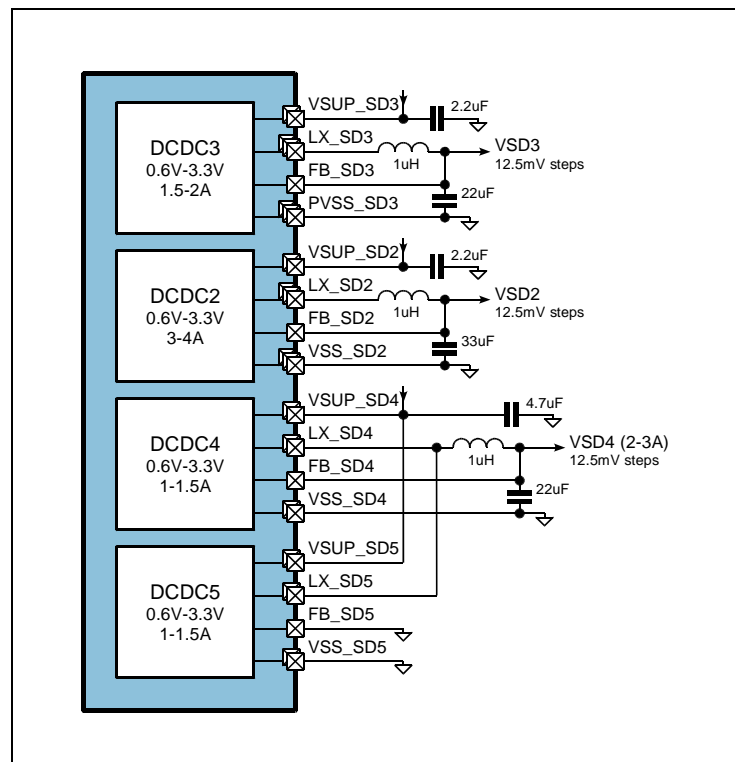 VSUP_SD3
2.2uF
DCDC3
0.6V-3.3V
1.5-2A
LX_SD3
1uH
VSD3
12.5mV steps
FB_SD3
22uF
PVSS_SD3
VSUP_SD2
2.2uF
DCDC2
0.6V-3.3V
3-4A
LX_SD2
1uH
VSD2
12.5mV steps
FB_SD2
33uF
VSS_SD2
VSUP_SD4
4.7uF
DCDC4
0.6V-3.3V
1-1.5A
LX_SD4
1uH
VSD4 (2-3A)
12.5mV steps
FB_SD4
22uF
VSS_SD4
VSUP_SD5
DCDC5
0.6V-3.3V
1-1.5A
LX_SD5
FB_SD5
VSS_SD5